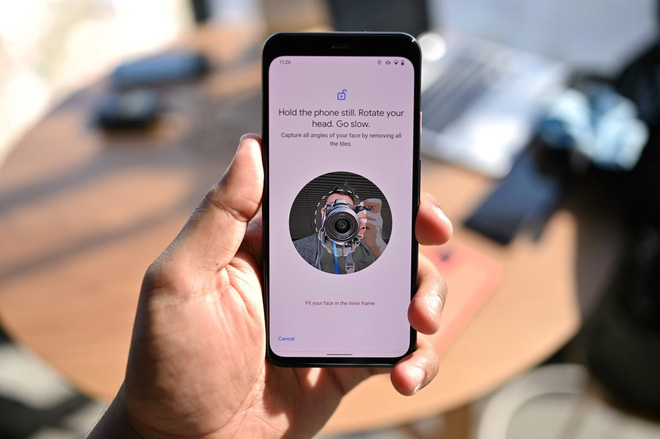 11:26
Hold the phone still. Rotate your
head. Go slow.
Capture all angles of your face by removing all
the tiles.
Fit your face in the inner frame
Cancel